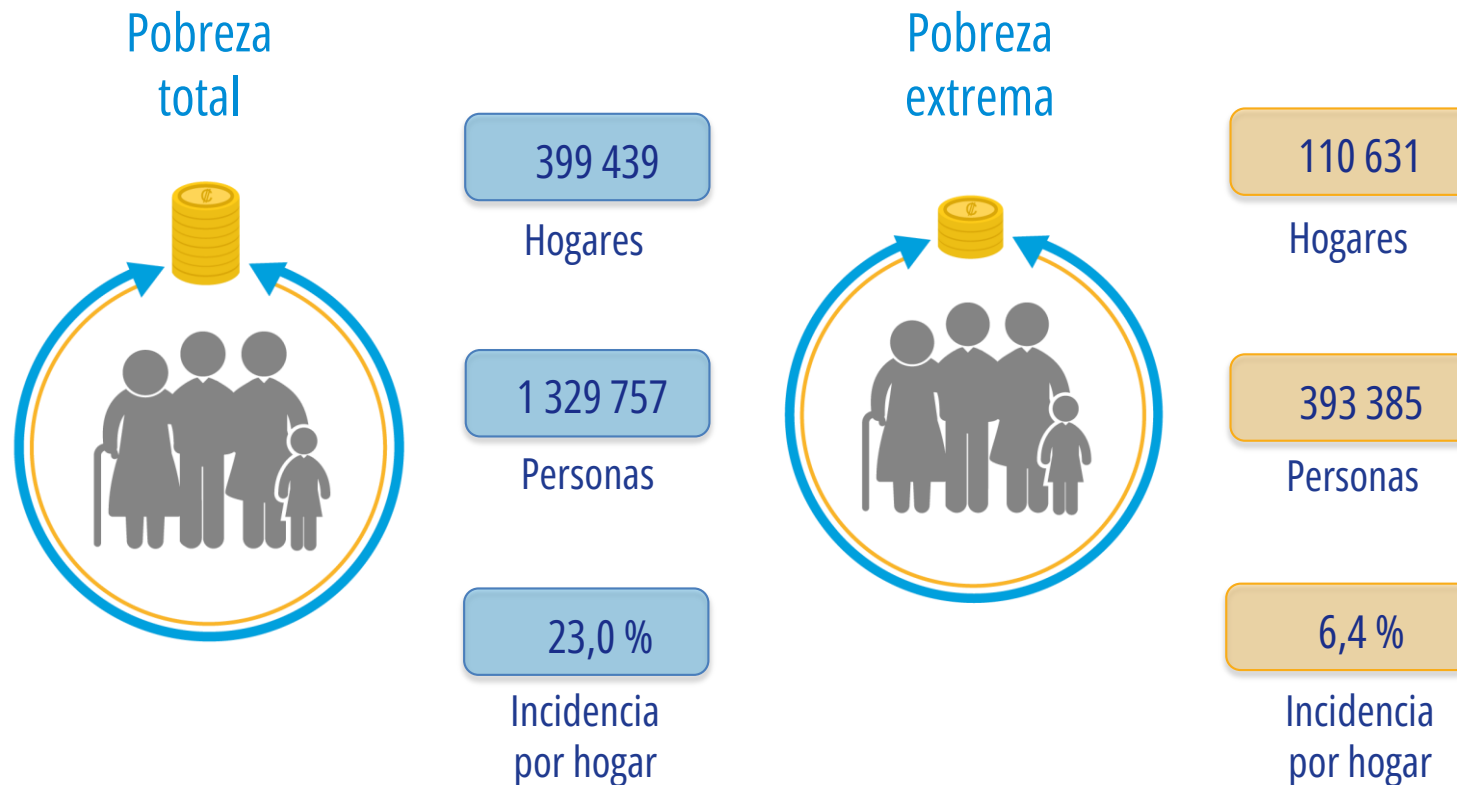 Pobreza
total
399 439
Hogares
1 329 757
Personas
23,0 %
Incidencia
por hogar
Pobreza
extrema
110 631
Hogares
393 385
Personas
6,4 %
Incidencia
por hogar
₡
₡